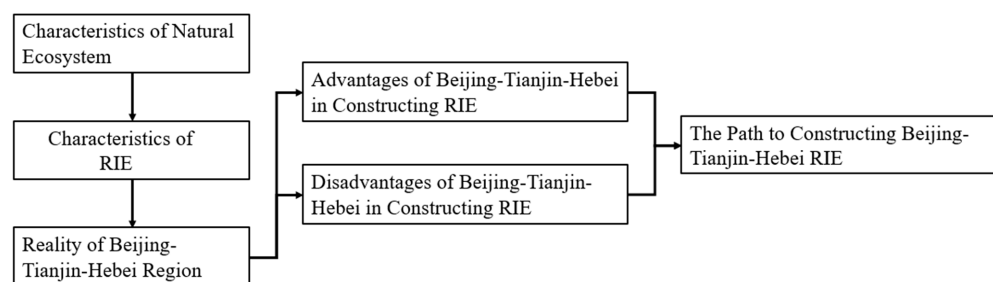 Characteristics of Natural
Ecosystem
Characteristics of
RIE
Reality of Beijing-
Tianjin-Hebei Region
Advantages of Beijing-Tianjin-Hebei
in Constructing RIE
Disadvantages of Beijing-Tianjin-
Hebei in Constructing RIE
The Path to Constructing Beijing-
Tianjin-Hebei RIE